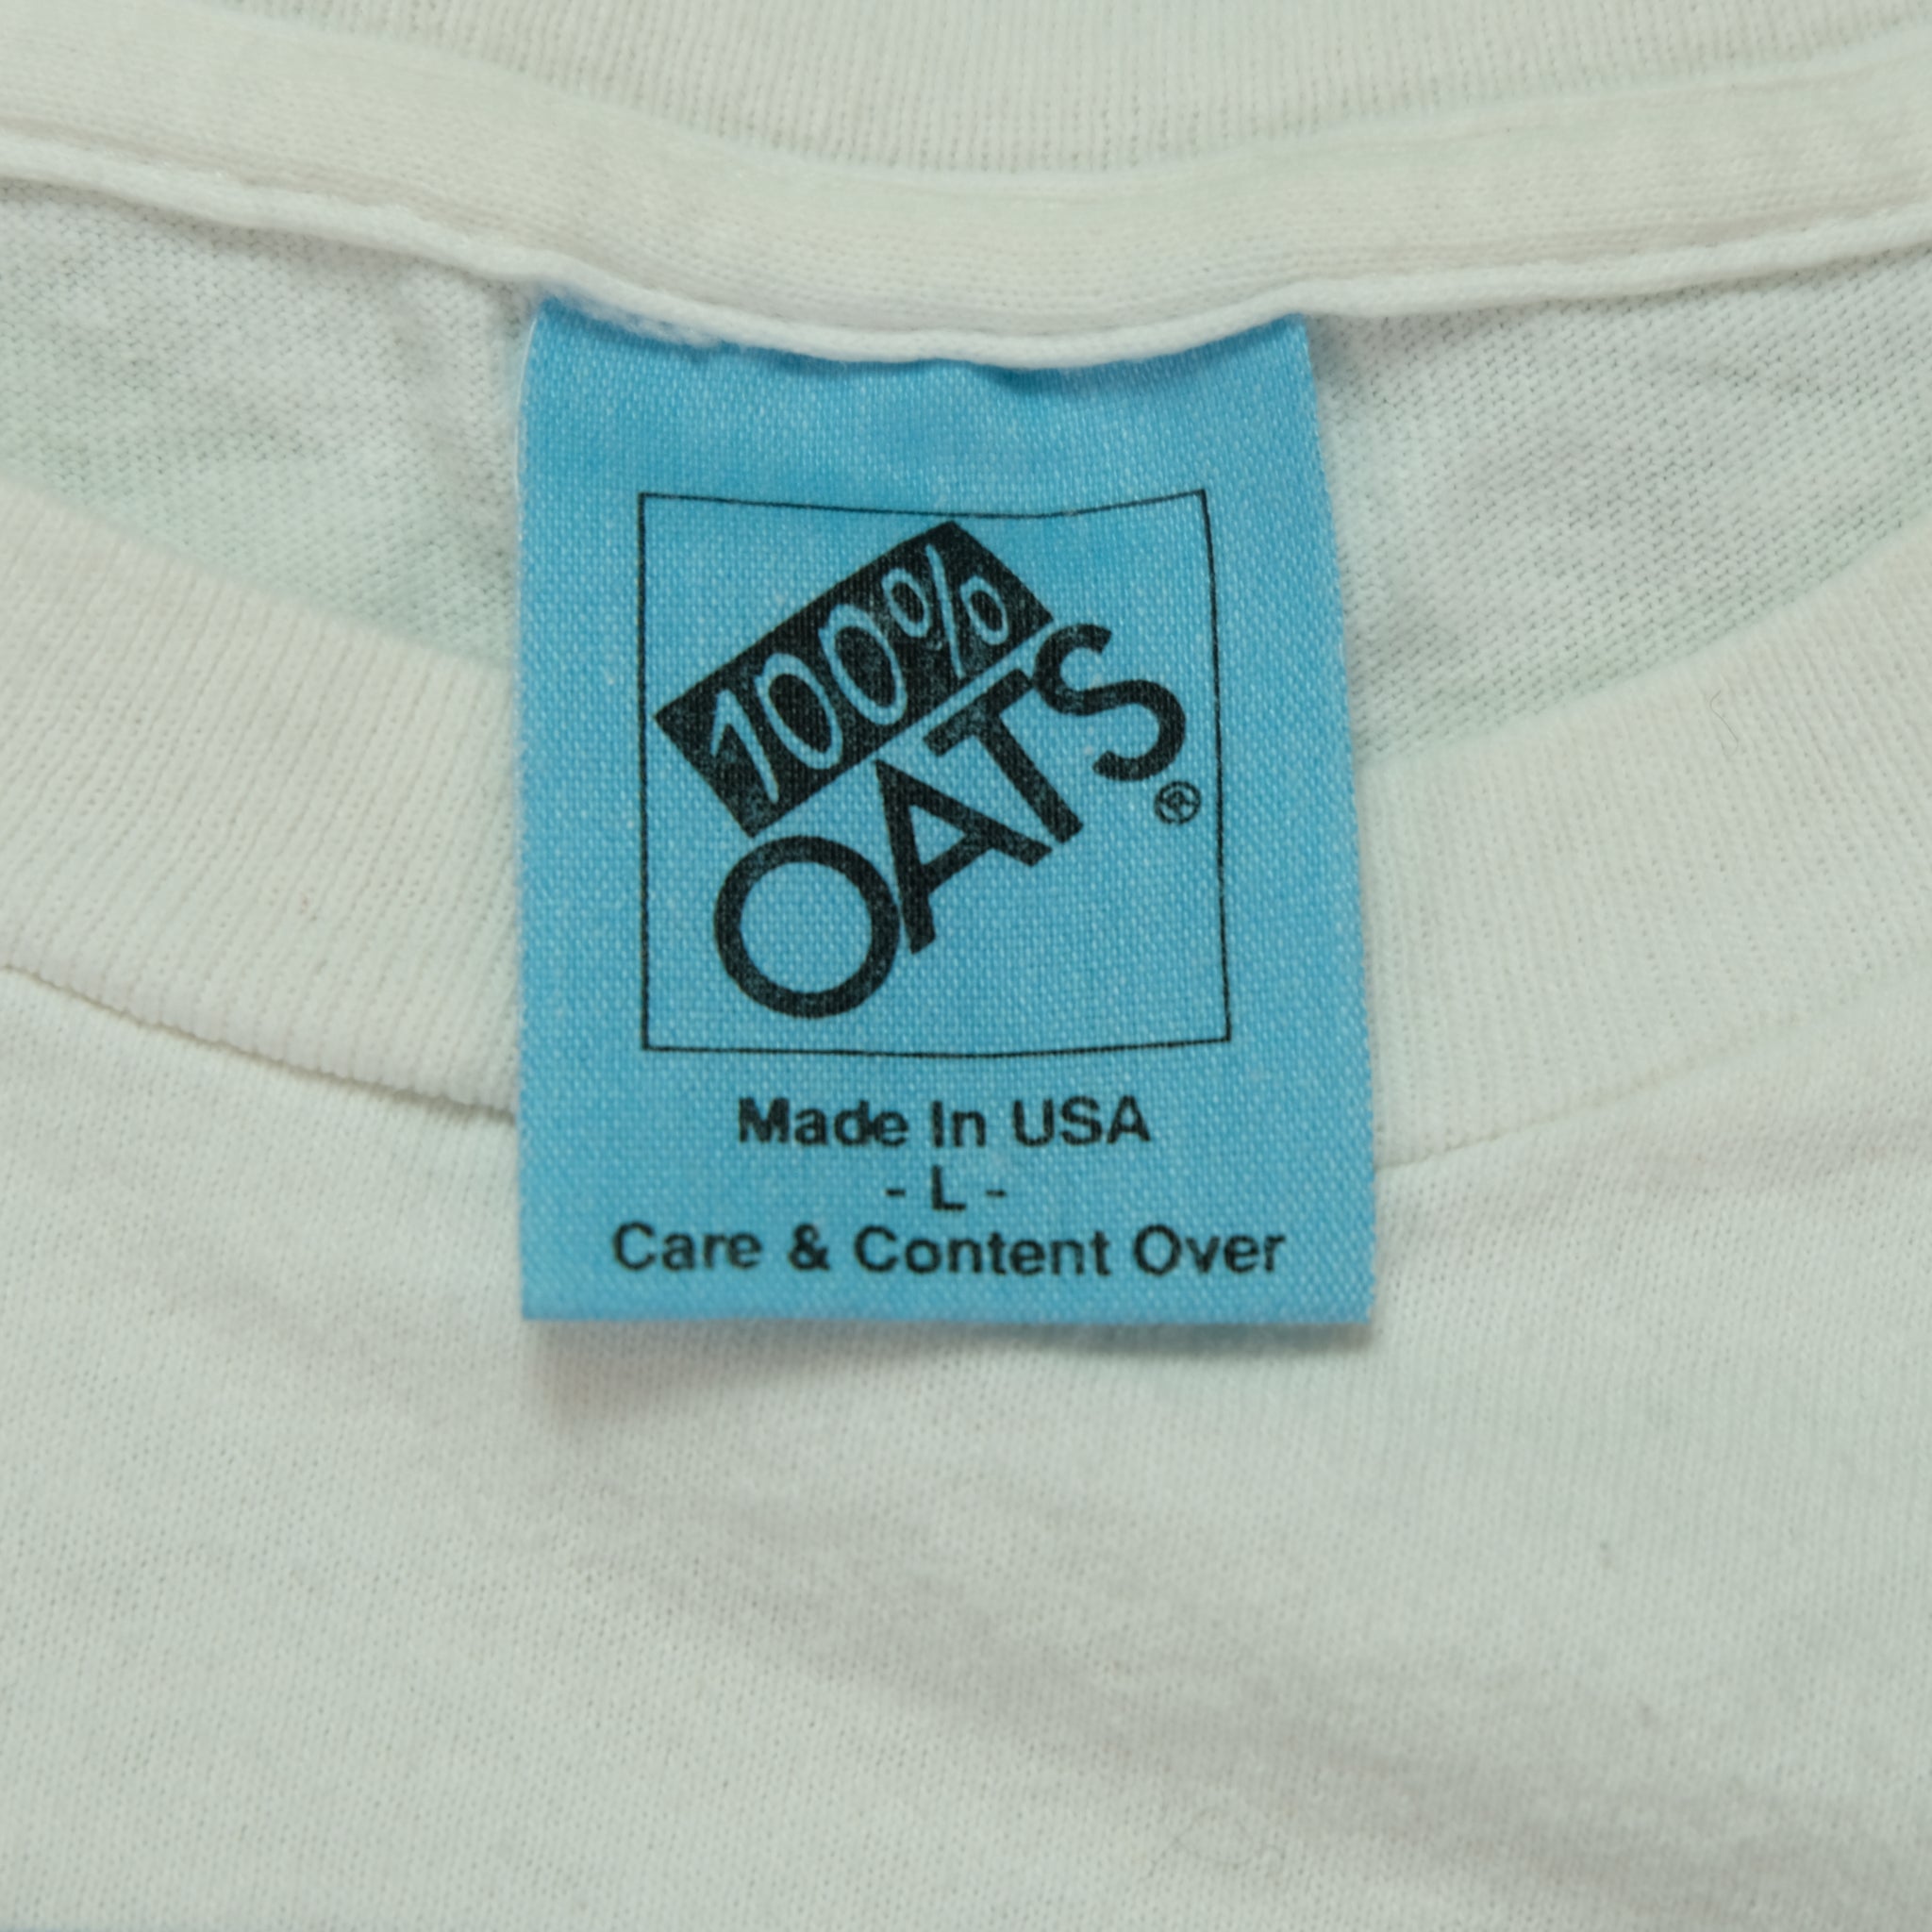 100%
OATS®
Made In USA
- L -
Care & Content Over